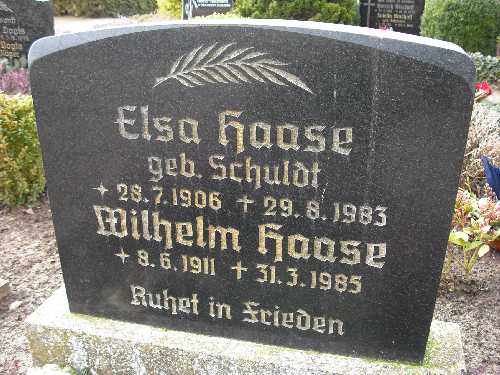 Elsa Haase
geb. Schuldt
* 28.7.1906 + 29.8.1983
Wilhelm Haase
* 8.6.1911 + 31.3.1985
Ruhet in Frieden